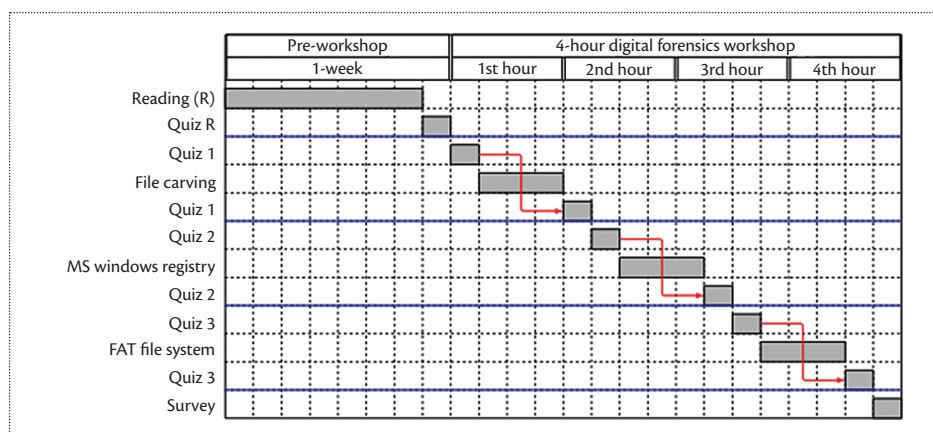 Pre-workshop 4-hour digital forensics workshop
1-week 1st hour 2nd hour 3rd hour 4th hour
Reading (R)
Quiz R
Quiz 1
File carving
Quiz 1
Quiz 2
MS windows registry
Quiz 2
Quiz 3
FAT file system
Quiz 3
Survey